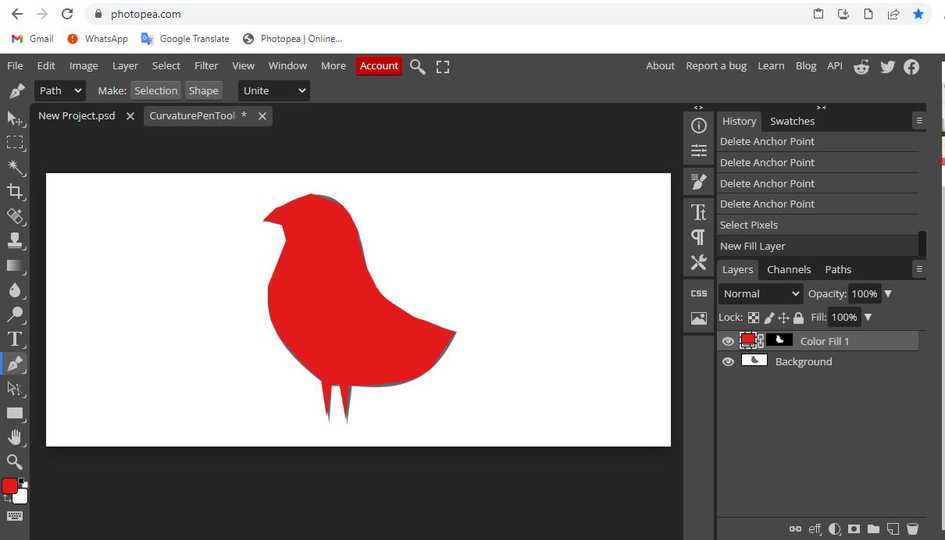 photopea.com
Gmail WhatsApp Google Translate Photopea | Online...
File Edit Image Layer Select Filter View Window More Account About Report a bug Learn Blog API
Path Make: Selection Shape Unite
New Project.psd CurvaturePenTool *
History Swatches
Delete Anchor Point
Delete Anchor Point
Delete Anchor Point
Delete Anchor Point
Select Pixels
New Fill Layer
Layers Channels Paths
Normal Opacity: 100%
Lock: Fill: 100%
Color Fill 1
Background
CSS
eff